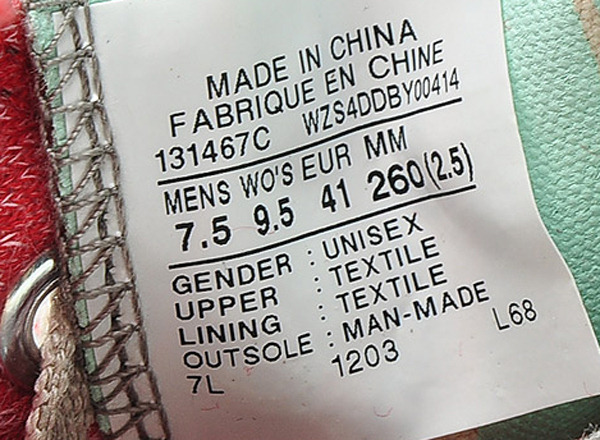 MADE IN CHINA
FABRIQUE EN CHINE
131467C WZS4DDBY00414
MENS WO'S EUR MM
7.5 9.5 41 260(2.5)
GENDER : UNISEX
UPPER : TEXTILE
LINING : TEXTILE
OUTSOLE : MAN-MADE
7L 1203 L68